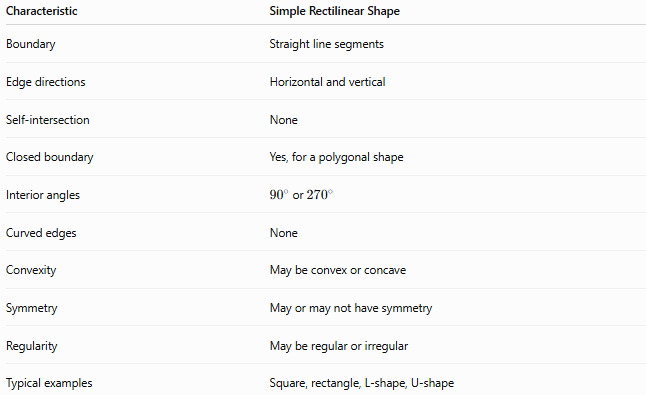 Characteristic Simple Rectilinear Shape
Boundary Straight line segments
Edge directions Horizontal and vertical
Self-intersection None
Closed boundary Yes, for a polygonal shape
Interior angles 90° or 270°
Curved edges None
Convexity May be convex or concave
Symmetry May or may not have symmetry
Regularity May be regular or irregular
Typical examples Square, rectangle, L-shape, U-shape